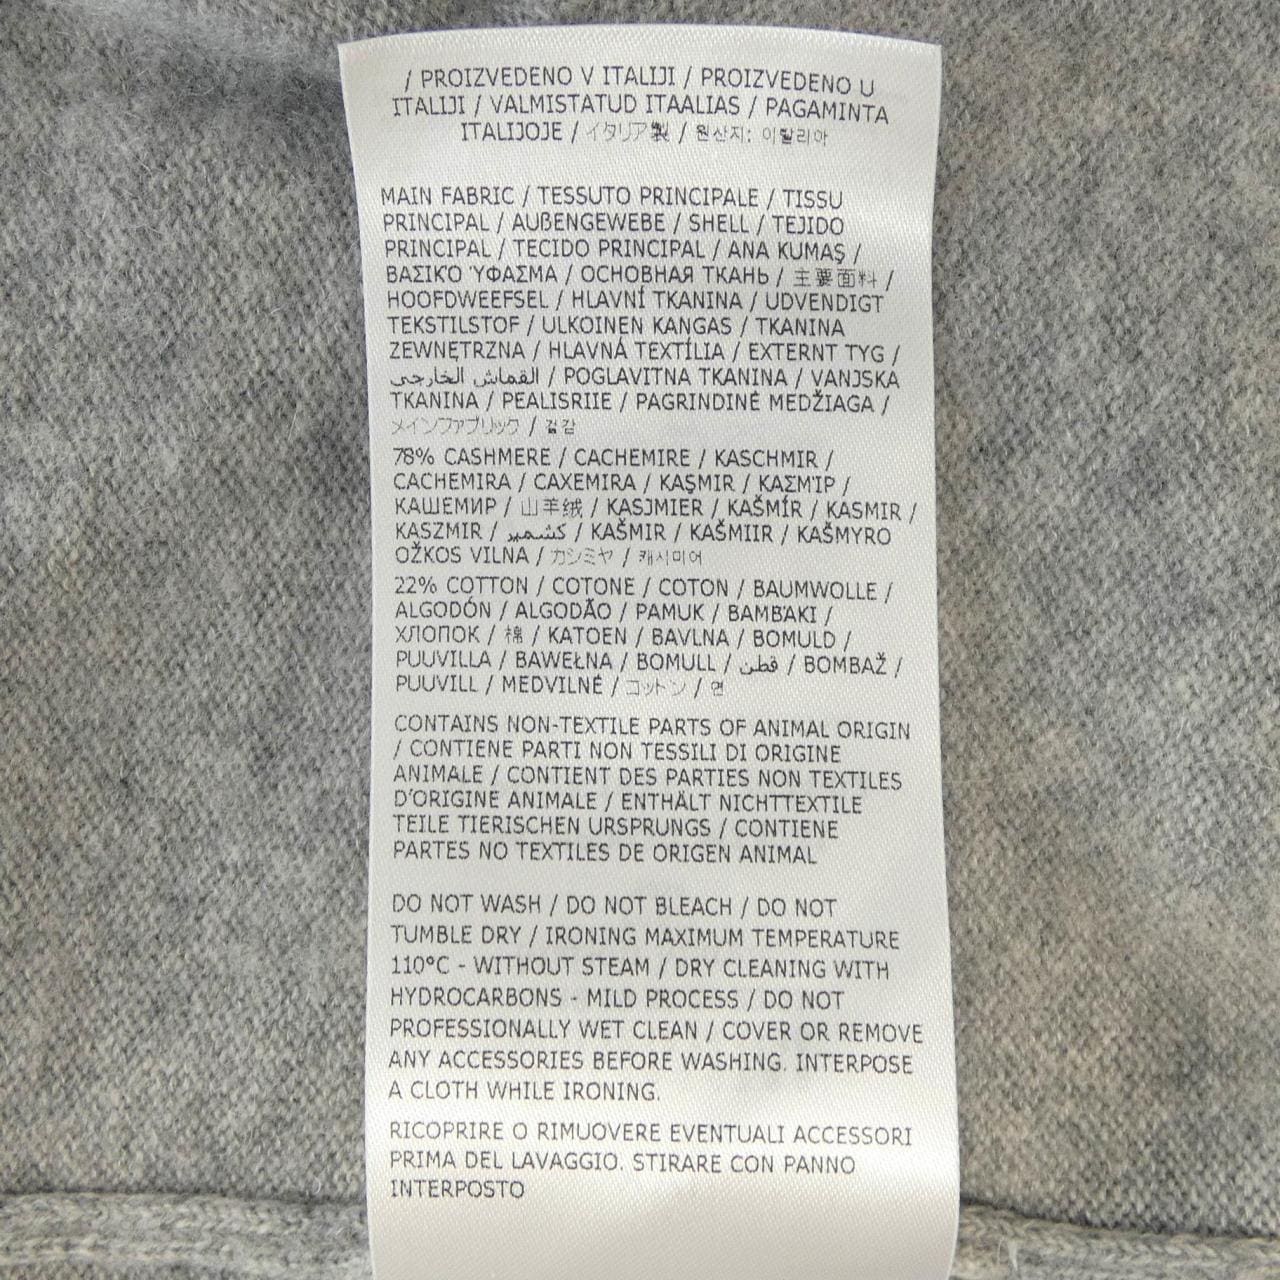 / PROIZVEDENO V ITALIJI / PROIZVEDENO U
ITALIJI / VALMISTATUD ITAALIAS / PAGAMINTA
ITALIJOJE / イタリア製 / 원산지: 이탈리아
MAIN FABRIC / TESSUTO PRINCIPALE / TISSU
PRINCIPAL / AUßENGEWEBE / SHELL / TEJIDO
PRINCIPAL / TECIDO PRINCIPAL / ANA KUMAŞ /
ΒΑΣΙΚΌ ΎΦΑΣΜΑ / ОСНОВНАЯ ТКАНЬ / 主要面料 /
HOOFDWEEFSEL / HLAVNÍ TKANINA / UDVENDIGT
TEKSTILSTOF / ULKOINEN KANGAS / TKANINA
ZEWNĘTRZNA / HLAVNÁ TEXTÍLIA / EXTERNT TYG /
القماش الخارجي / POGLAVITNA TKANINA / VANJSKA
TKANINA / PEALISRIIE / PAGRINDINĖ MEDŽIAGA /
メインファブリック / 겉감
78% CASHMERE / CACHEMIRE / KASCHMIR /
CACHEMIRA / CAXEMIRA / KAŞMIR / ΚΑΣΜΊΡ /
КАШЕМИР / 山羊绒 / KASJMIER / KAŠMÍR / KASMIR /
KASZMIR / كشمير / KAŠMIR / KAŠMIIR / KAŠMYRO
OŽKOS VILNA / カシミヤ / 캐시미어
22% COTTON / COTONE / COTON / BAUMWOLLE /
ALGODÓN / ALGODÃO / PAMUK / ΒΑΜΒΆΚΙ /
ХЛОПОК / 棉 / KATOEN / BAVLNA / BOMULD /
PUUVILLA / BAWEŁNA / BOMULL / قطن / BOMBAŽ /
PUUVILL / MEDVILNĖ / コットン / 면
CONTAINS NON-TEXTILE PARTS OF ANIMAL ORIGIN
/ CONTIENE PARTI NON TESSILI DI ORIGINE
ANIMALE / CONTIENT DES PARTIES NON TEXTILES
D'ORIGINE ANIMALE / ENTHÄLT NICHTTEXTILE
TEILE TIERISCHEN URSPRUNGS / CONTIENE
PARTES NO TEXTILES DE ORIGEN ANIMAL
DO NOT WASH / DO NOT BLEACH / DO NOT
TUMBLE DRY / IRONING MAXIMUM TEMPERATURE
110°C - WITHOUT STEAM / DRY CLEANING WITH
HYDROCARBONS - MILD PROCESS / DO NOT
PROFESSIONALLY WET CLEAN / COVER OR REMOVE
ANY ACCESSORIES BEFORE WASHING. INTERPOSE
A CLOTH WHILE IRONING.
RICOPRIRE O RIMUOVERE EVENTUALI ACCESSORI
PRIMA DEL LAVAGGIO. STIRARE CON PANNO
INTERPOSTO